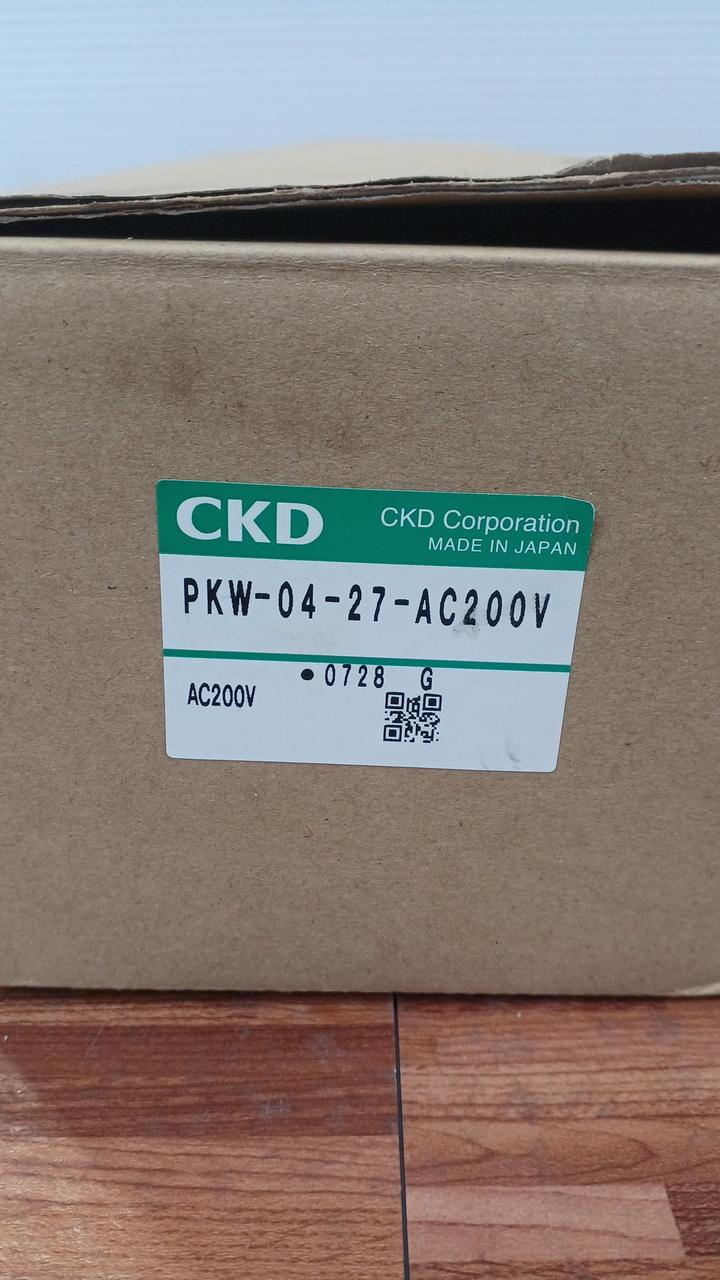 CKD
CKD Corporation
MADE IN JAPAN
PKW-04-27-AC200V
●0728 G
AC200V